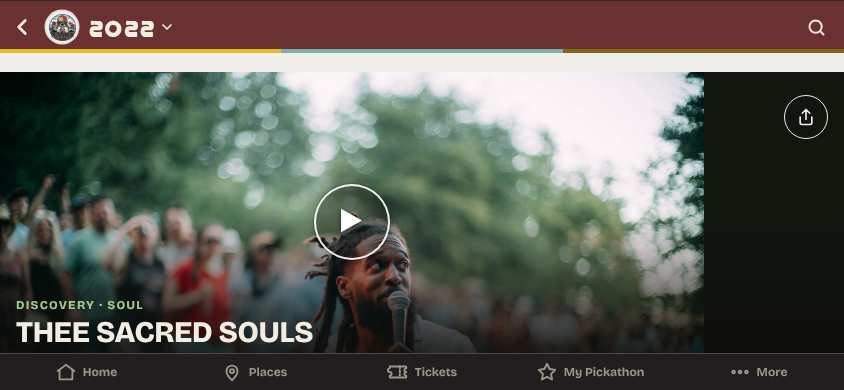 2022
DISCOVERY · SOUL
THEE SACRED SOULS
Home
Places
Tickets
My Pickathon
More